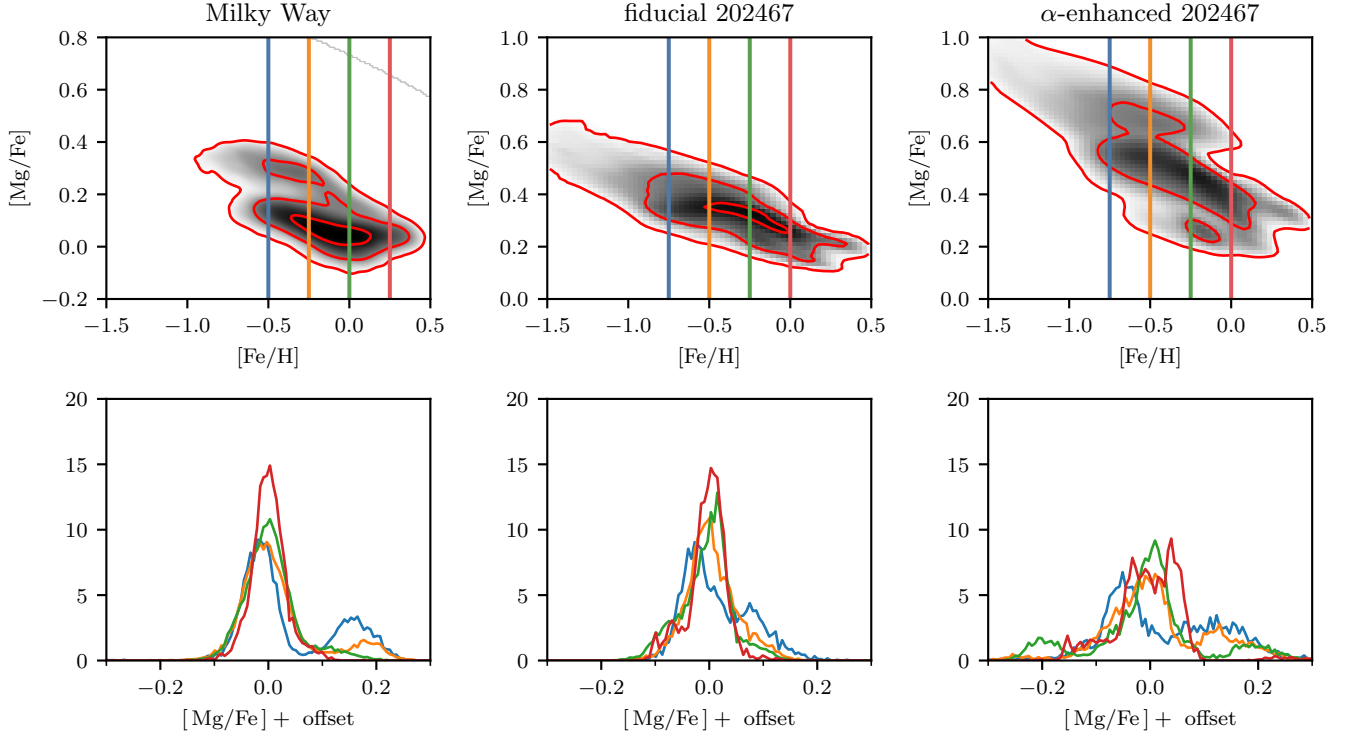 Milky Way
fiducial 202467
α-enhanced 202467
0.8
0.6
0.4
0.2
0.0
−0.2
[Mg/Fe]
−1.5 −1.0 −0.5 0.0 0.5
[Fe/H]
1.0
0.8
0.6
0.4
0.2
0.0
[Mg/Fe]
−1.5 −1.0 −0.5 0.0 0.5
[Fe/H]
1.0
0.8
0.6
0.4
0.2
0.0
[Mg/Fe]
−1.5 −1.0 −0.5 0.0 0.5
[Fe/H]
20
15
10
5
0
−0.2 0.0 0.2
[Mg/Fe] + offset
20
15
10
5
0
−0.2 0.0 0.2
[Mg/Fe] + offset
20
15
10
5
0
−0.2 0.0 0.2
[Mg/Fe] + offset